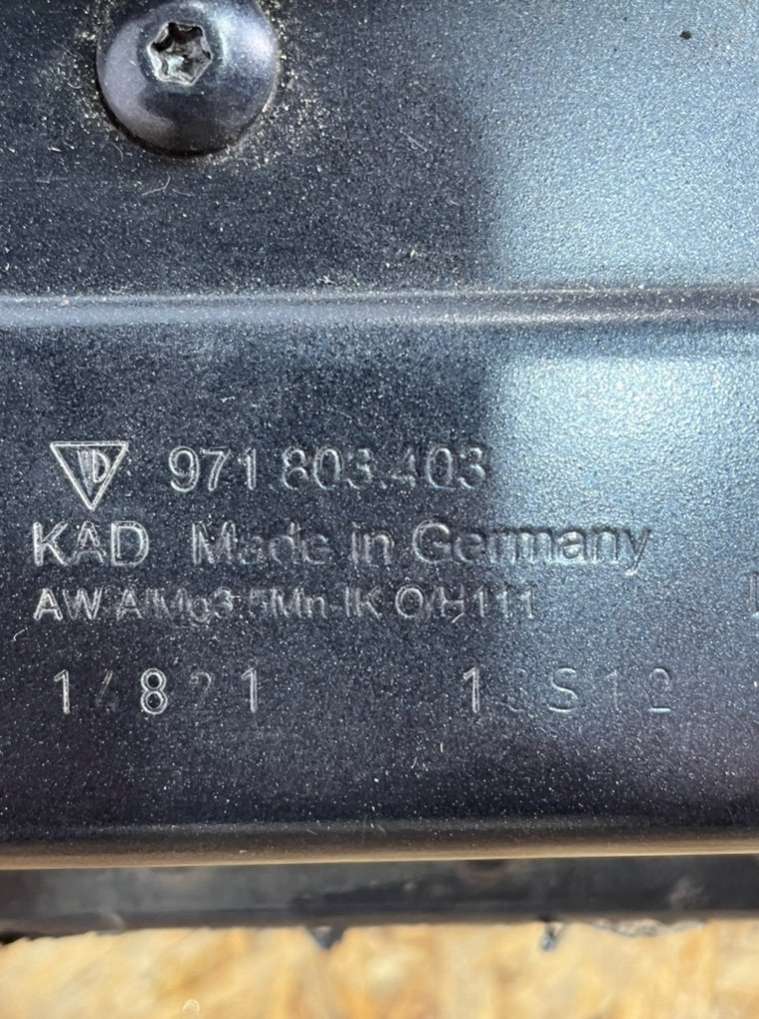 971.803.403
KAD Made in Germany
AW AlMg3.5Mn-IK O/H111